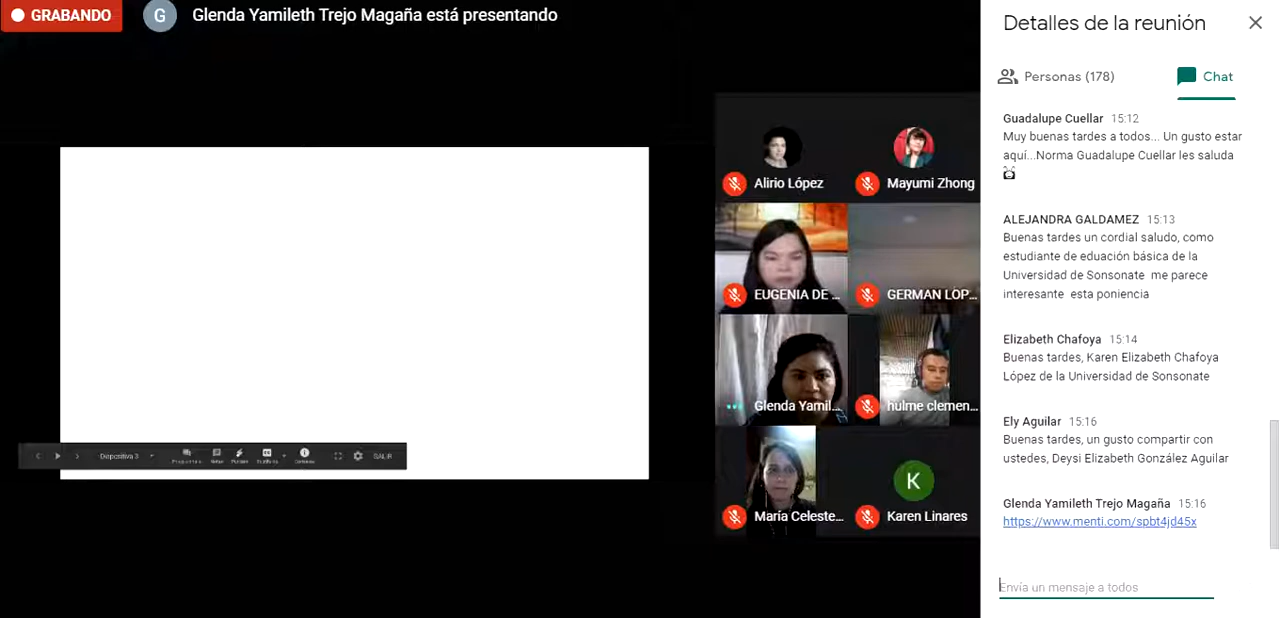 GRABANDO
G
Glenda Yamileth Trejo Magaña está presentando
Alirio López
Mayumi Zhong
EUGENIA DE ...
GERMAN LOP...
Glenda Yamil...
hulme clemen...
María Celeste...
K
Karen Linares
Diapositiva 3
SALIR
Detalles de la reunión
Personas (178)
Chat
Guadalupe Cuellar 15:12
Muy buenas tardes a todos... Un gusto estar
aquí...Norma Guadalupe Cuellar les saluda
ALEJANDRA GALDAMEZ 15:13
Buenas tardes un cordial saludo, como
estudiante de eduación básica de la
Universidad de Sonsonate me parece
interesante esta poniencia
Elizabeth Chafoya 15:14
Buenas tardes, Karen Elizabeth Chafoya
López de la Universidad de Sonsonate
Ely Aguilar 15:16
Buenas tardes, un gusto compartir con
ustedes, Deysi Elizabeth González Aguilar
Glenda Yamileth Trejo Magaña 15:16
https://www.menti.com/spbt4jd45x
Envía un mensaje a todos